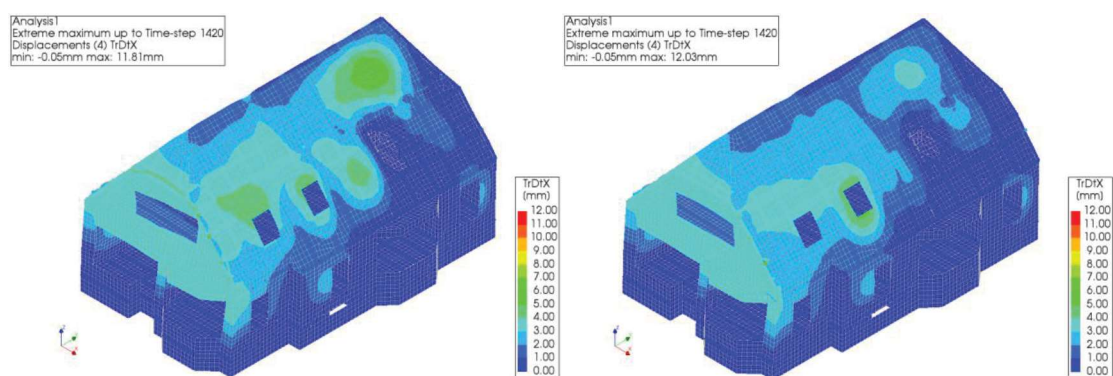 Analysis1
Extreme maximum up to Time-step 1420
Displacements (4) TrDtX
min: -0.05mm max: 11.81mm
TrDtX
(mm)
12.00
11.00
10.00
9.00
8.00
7.00
6.00
5.00
4.00
3.00
2.00
1.00
0.00
Analysis1
Extreme maximum up to Time-step 1420
Displacements (4) TrDtX
min: -0.05mm max: 12.03mm
TrDtX
(mm)
12.00
11.00
10.00
9.00
8.00
7.00
6.00
5.00
4.00
3.00
2.00
1.00
0.00